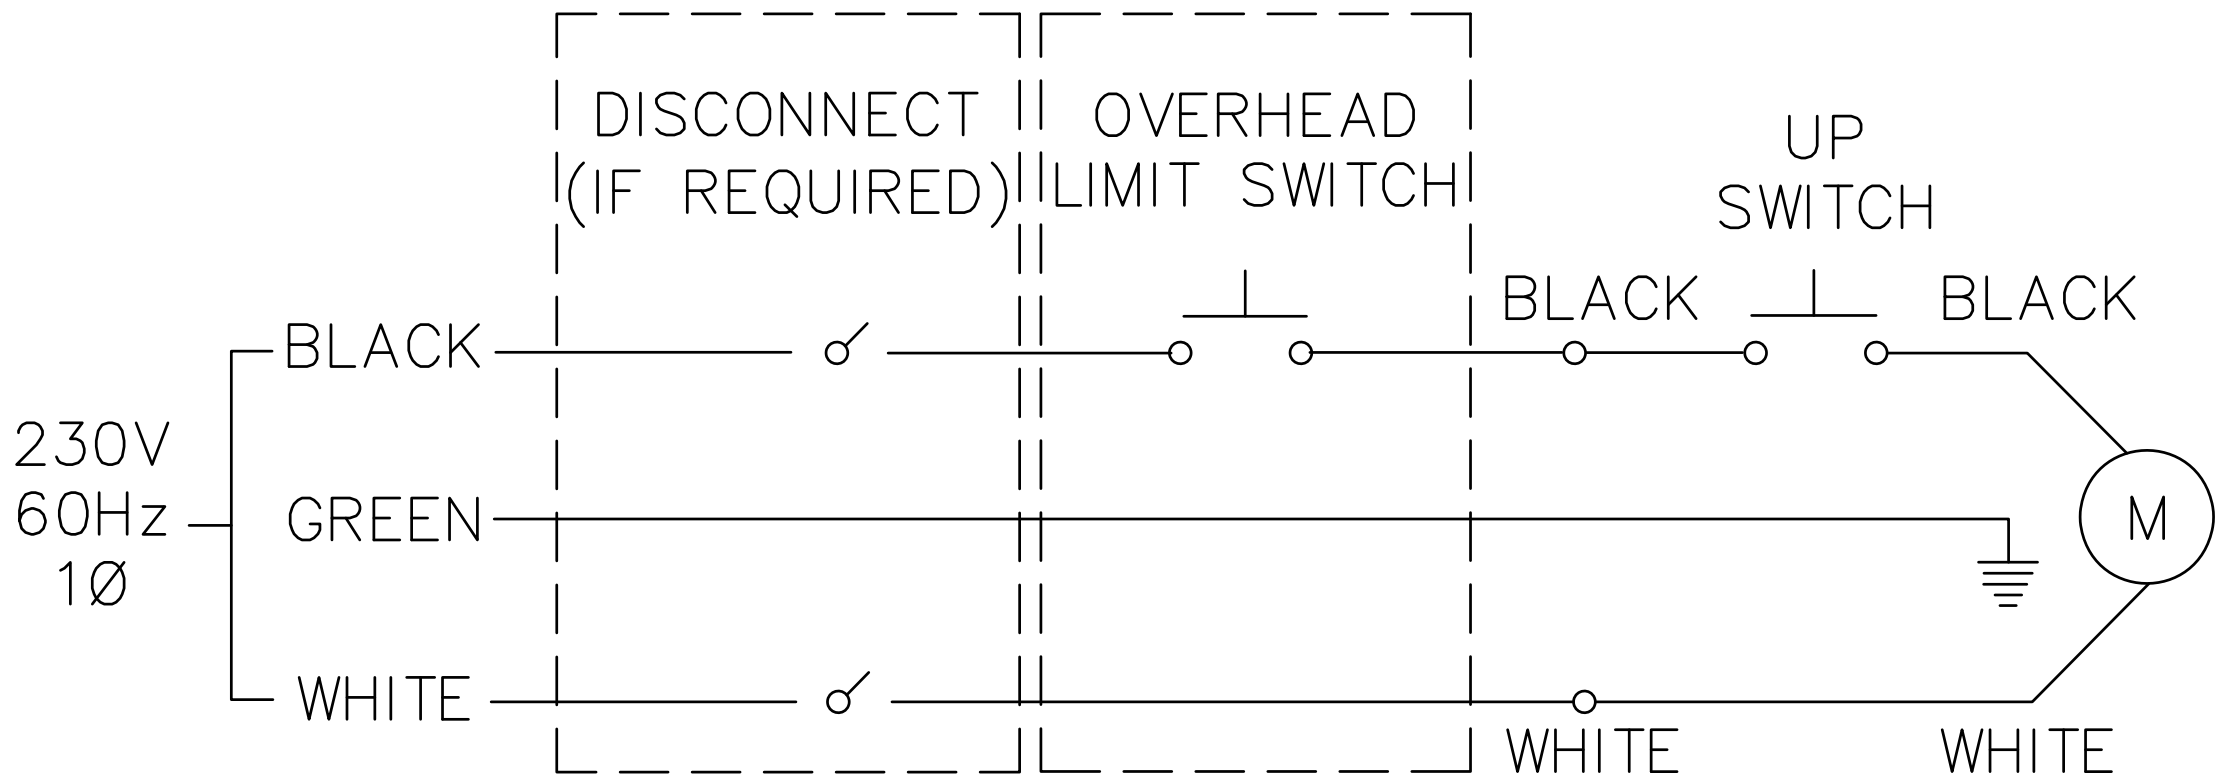 DISCONNECT
(IF REQUIRED)
OVERHEAD
LIMIT SWITCH
UP
SWITCH
BLACK
BLACK
BLACK
230V
60Hz
1Ø
GREEN
M
WHITE
WHITE
WHITE